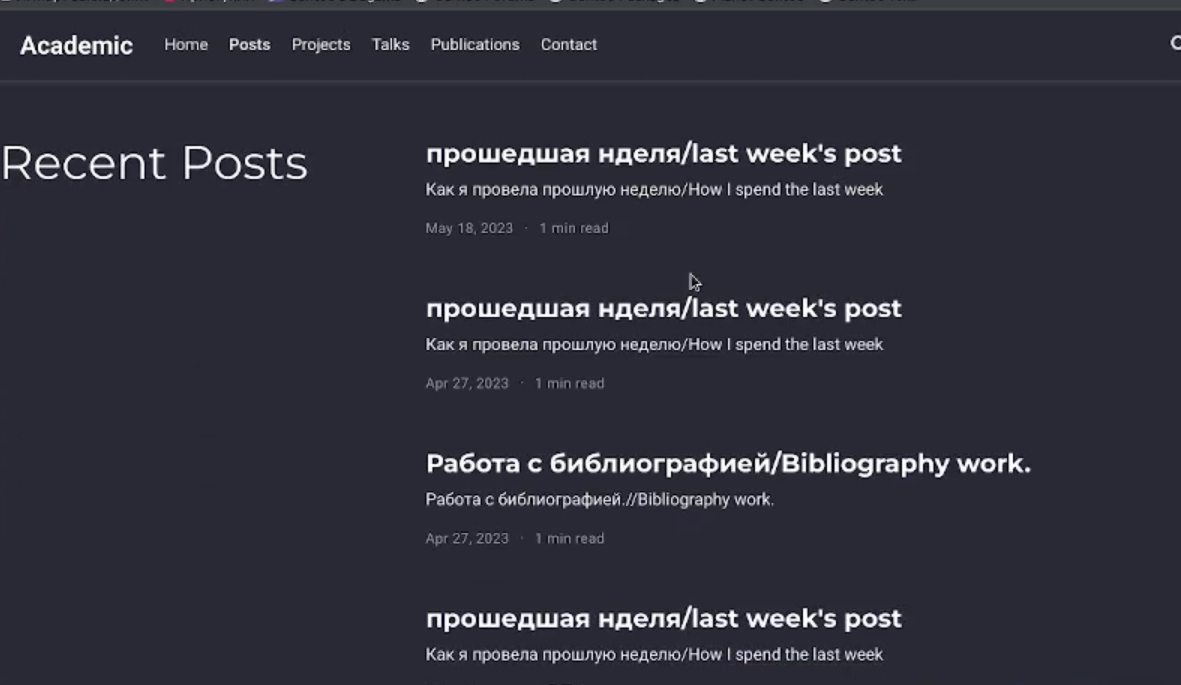 Academic Home Posts Projects Talks Publications Contact
Recent Posts
прошедшая нделя/last week's post
Как я провела прошлую неделю/How I spend the last week
May 18, 2023 · 1 min read
прошедшая нделя/last week's post
Как я провела прошлую неделю/How I spend the last week
Apr 27, 2023 · 1 min read
Работа с библиографией/Bibliography work.
Работа с библиографией.//Bibliography work.
Apr 27, 2023 · 1 min read
прошедшая нделя/last week's post
Как я провела прошлую неделю/How I spend the last week